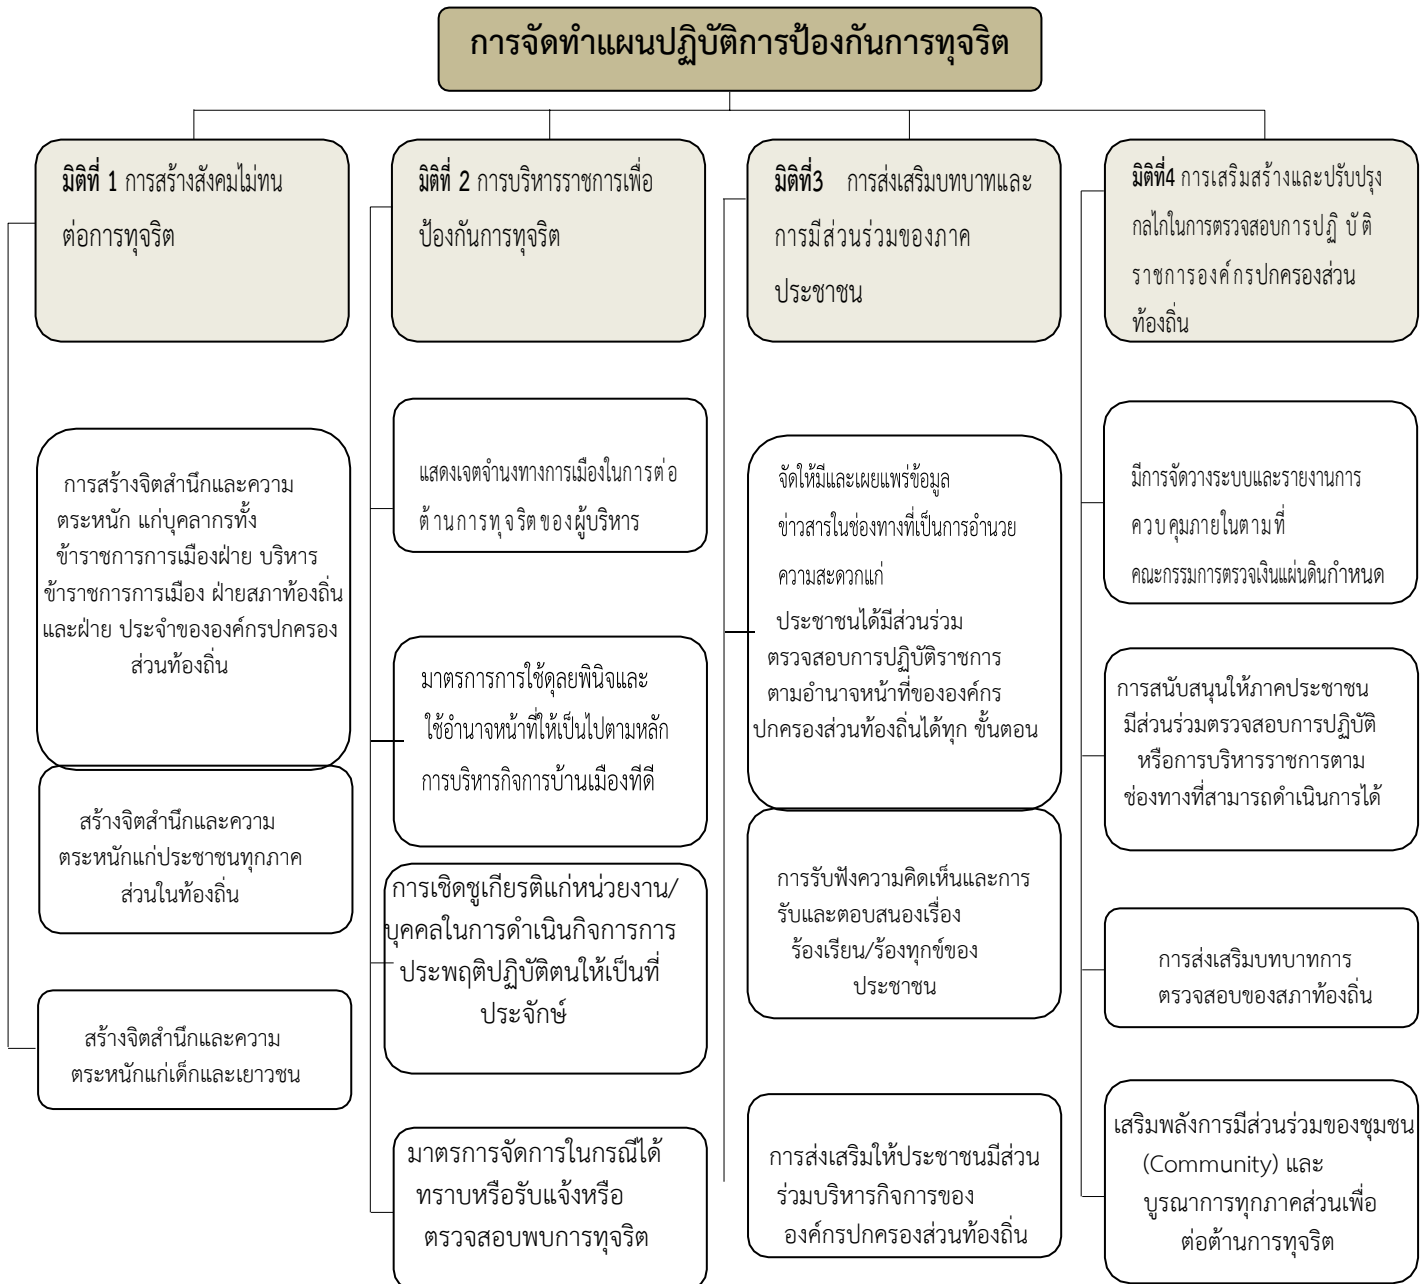 การจัดทำแผนปฏิบัติการป้องกันการทุจริต
มิติที่ 1 การสร้างสังคมไม่ทน
ต่อการทุจริต
การสร้างจิตสำนึกและความ
ตระหนัก แก่บุคลากรทั้ง
ข้าราชการการเมืองฝ่าย บริหาร
ข้าราชการการเมือง ฝ่ายสภาท้องถิ่น
และฝ่าย ประจำขององค์กรปกครอง
ส่วนท้องถิ่น
สร้างจิตสำนึกและความ
ตระหนักแก่ประชาชนทุกภาค
ส่วนในท้องถิ่น
สร้างจิตสำนึกและความ
ตระหนักแก่เด็กและเยาวชน
มิติที่ 2 การบริหารราชการเพื่อ
ป้องกันการทุจริต
แสดงเจตจำนงทางการเมืองในการต่อ
ต้านการทุจริตของผู้บริหาร
มาตรการการใช้ดุลยพินิจและ
ใช้อำนาจหน้าที่ให้เป็นไปตามหลัก
การบริหารกิจการบ้านเมืองทีดี
การเชิดชูเกียรติแก่หน่วยงาน/
บุคคลในการดำเนินกิจการการ
ประพฤติปฏิบัติตนให้เป็นที่
ประจักษ์
มาตรการจัดการในกรณีได้
ทราบหรือรับแจ้งหรือ
ตรวจสอบพบการทุจริต
มิติที่3 การส่งเสริมบทบาทและ
การมีส่วนร่วมของภาค
ประชาชน
จัดให้มีและเผยแพร่ข้อมูล
ข่าวสารในช่องทางที่เป็นการอำนวย
ความสะดวกแก่
ประชาชนได้มีส่วนร่วม
ตรวจสอบการปฏิบัติราชการ
ตามอำนาจหน้าที่ขององค์กร
ปกครองส่วนท้องถิ่นได้ทุก ขั้นตอน
การรับฟังความคิดเห็นและการ
รับและตอบสนองเรื่อง
ร้องเรียน/ร้องทุกข์ของ
ประชาชน
การส่งเสริมให้ประชาชนมีส่วน
ร่วมบริหารกิจการของ
องค์กรปกครองส่วนท้องถิ่น
มิติที่4 การเสริมสร้างและปรับปรุง
กลไกในการตรวจสอบการปฏิ บัติ
ราชการองค์กรปกครองส่วน
ท้องถิ่น
มีการจัดวางระบบและรายงานการ
ควบคุมภายในตามที่
คณะกรรมการตรวจเงินแผ่นดินกำหนด
การสนับสนุนให้ภาคประชาชน
มีส่วนร่วมตรวจสอบการปฏิบัติ
หรือการบริหารราชการตาม
ช่องทางที่สามารถดำเนินการได้
การส่งเสริมบทบาทการ
ตรวจสอบของสภาท้องถิ่น
เสริมพลังการมีส่วนร่วมของชุมชน
(Community) และ
บูรณาการทุกภาคส่วนเพื่อ
ต่อต้านการทุจริต